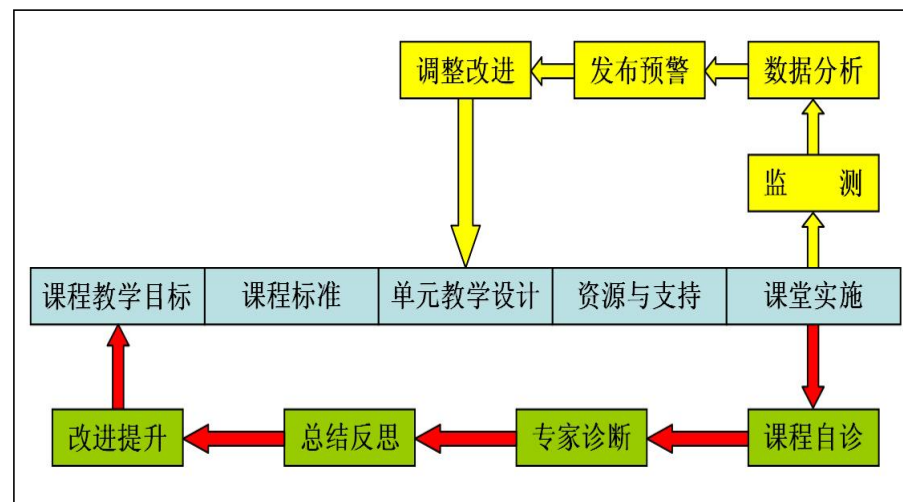 调整改进 发布预警 数据分析
监 测
课程教学目标 课程标准 单元教学设计 资源与支持 课堂实施
改进提升 总结反思 专家诊断 课程自诊